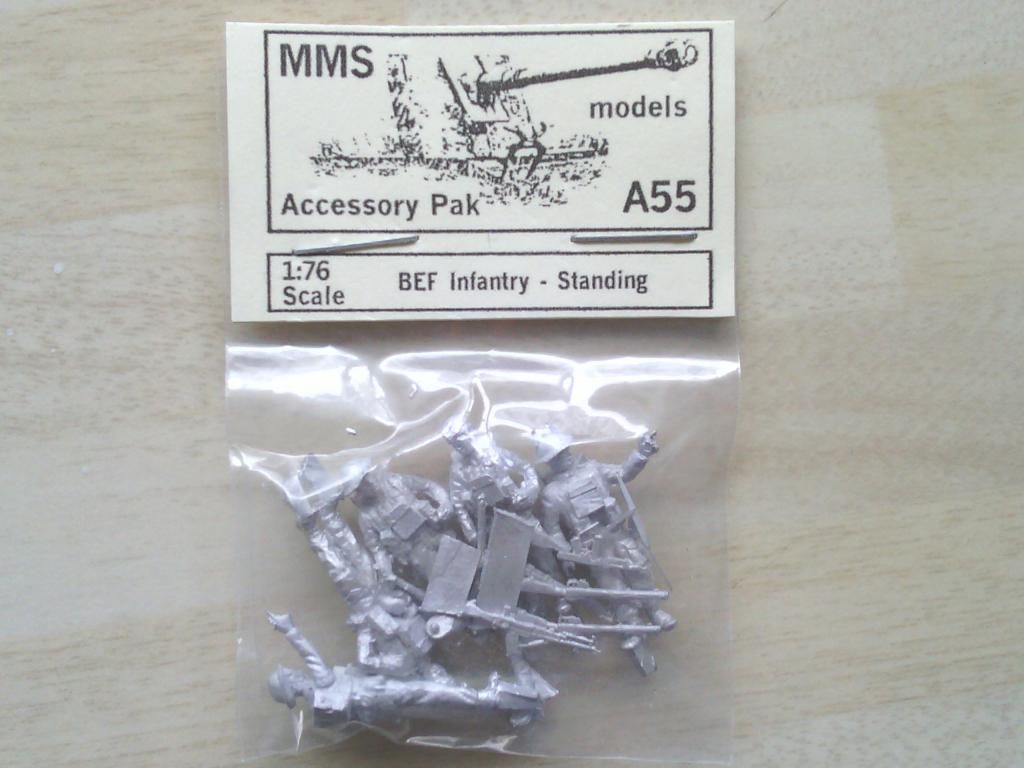 MMS
models
Accessory Pak A55
1:76
Scale
BEF Infantry - Standing